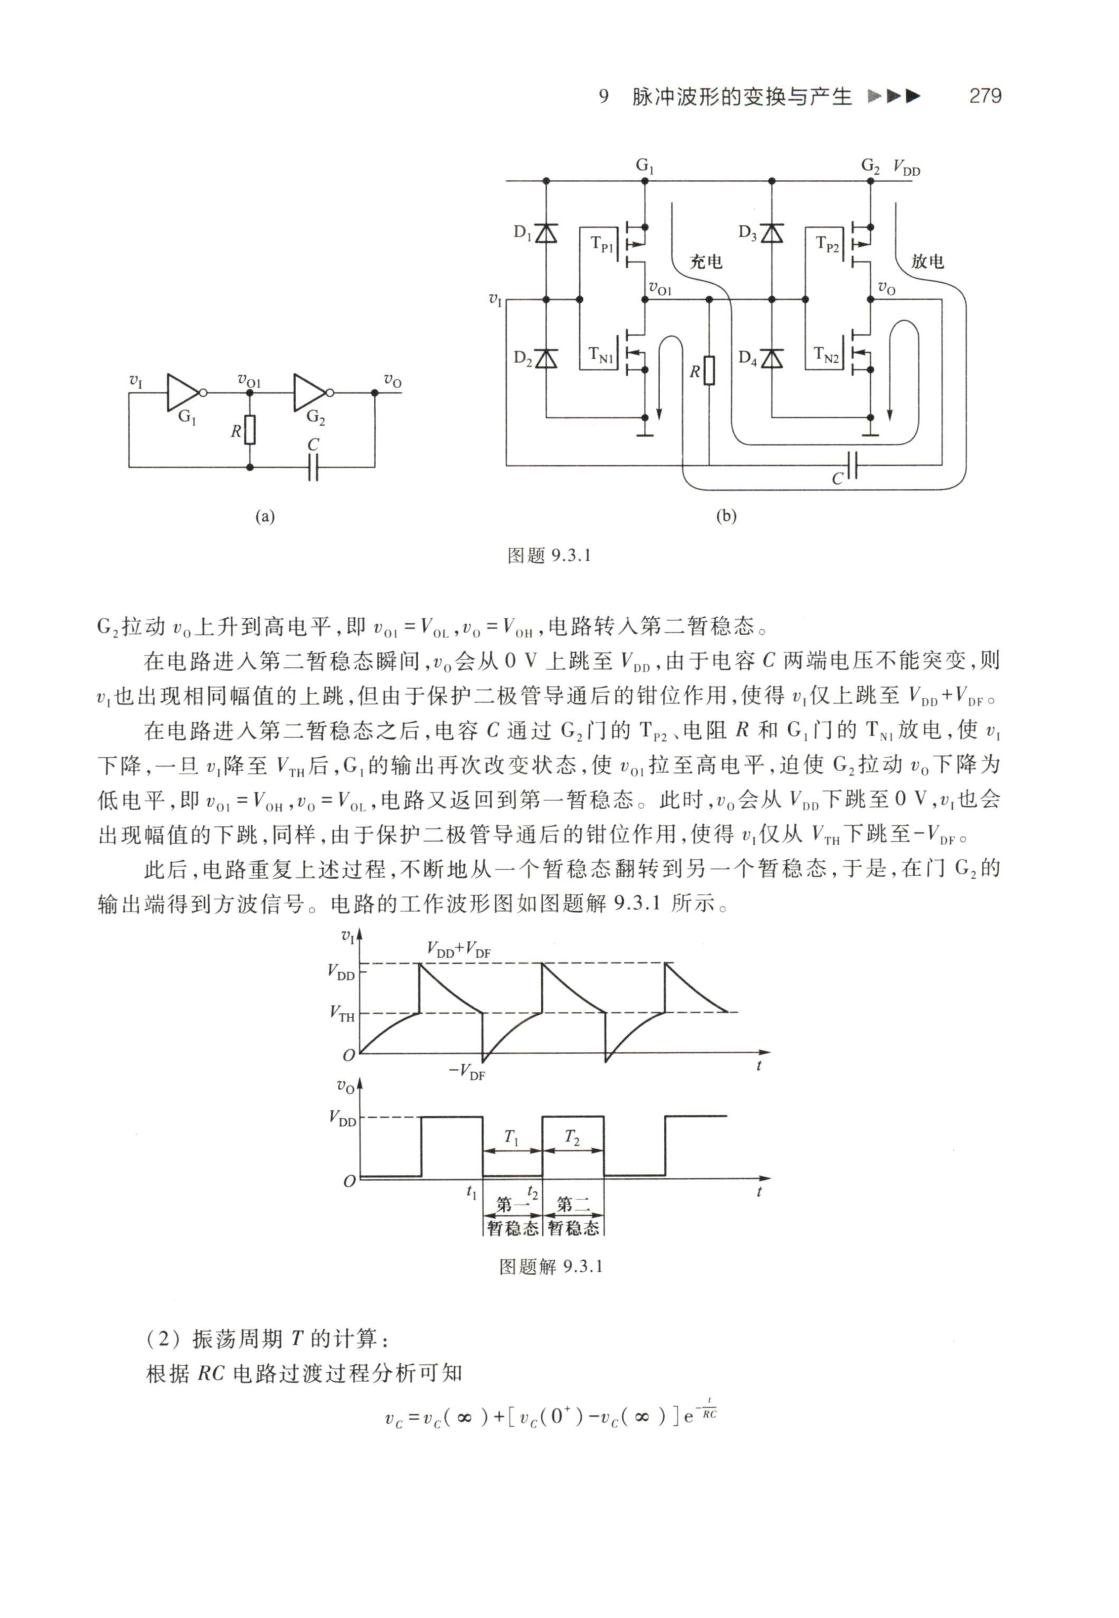 9 脉冲波形的变换与产生 279
G1 G2 VDD
D1 TP1 充电 D3 TP2 放电
vI vO1 vO
D2 TN1 R D4 TN2
C
vI vO1 vO
G1 G2
R C
(a) (b)
图题 9.3.1
G2拉动 vO上升到高电平,即 vO1=VOL,vO=VOH,电路转入第二暂稳态。
在电路进入第二暂稳态瞬间,vO会从 0 V 上跳至 VDD,由于电容 C 两端电压不能突变,则
vI也出现相同幅值的上跳,但由于保护二极管导通后的钳位作用,使得 vI仅上跳至 VDD+VDF。
在电路进入第二暂稳态之后,电容 C 通过 G2门的 TP2、电阻 R 和 G1门的 TN1放电,使 vI
下降,一旦 vI降至 VTH后,G1的输出再次改变状态,使 vO1拉至高电平,迫使 G2拉动 vO下降为
低电平,即 vO1=VOH,vO=VOL,电路又返回到第一暂稳态。此时,vO会从 VDD下跳至 0 V,vI也会
出现幅值的下跳,同样,由于保护二极管导通后的钳位作用,使得 vI仅从 VTH下跳至-VDF。
此后,电路重复上述过程,不断地从一个暂稳态翻转到另一个暂稳态,于是,在门 G2的
输出端得到方波信号。电路的工作波形图如图题解 9.3.1 所示。
vI
VDD+VDF
VDD
VTH
O
-VDF t
vO
VDD
T1 T2
O
t1 t2 t
第一 第二
暂稳态 暂稳态
图题解 9.3.1
(2) 振荡周期 T 的计算:
根据 RC 电路过渡过程分析可知
vC=vC(∞)+[vC(0+)-vC(∞)]e^(-t/RC)